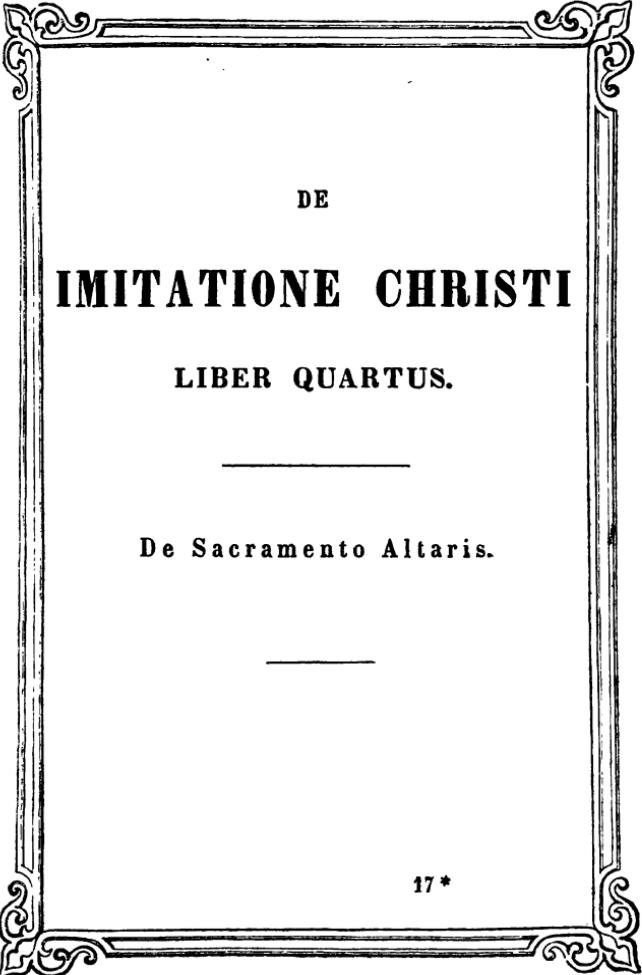 DE
IMITATIONE CHRISTI
LIBER QUARTUS.
De Sacramento Altaris.
17*